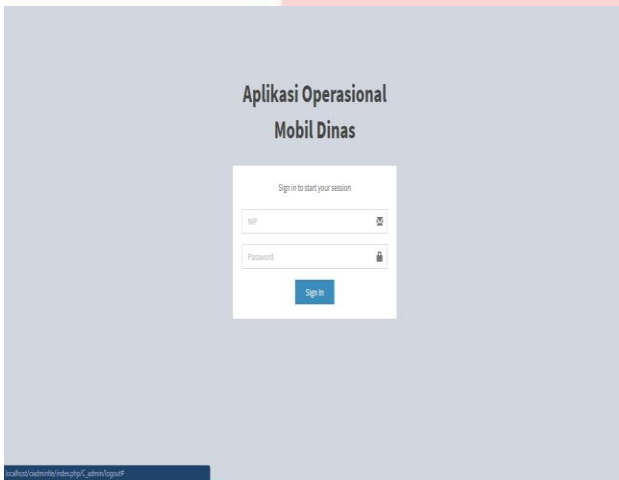 Aplikasi Operasional
Mobil Dinas
Sign in to start your session
NIP
Password
Sign In
localhost/ciadminlte/index.php/C_admin/logout#